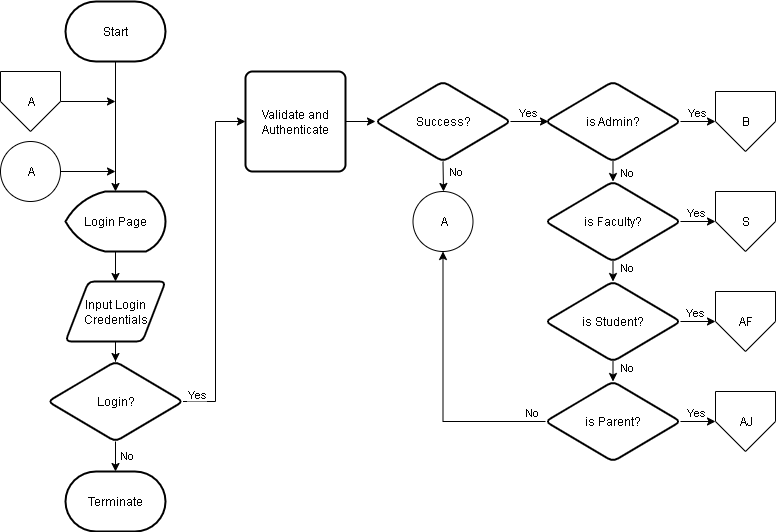 Start
A
A
Login Page
Input Login
Credentials
Login?
Yes
No
Terminate
Validate and
Authenticate
Success?
Yes
No
A
is Admin?
Yes
B
No
is Faculty?
Yes
S
No
is Student?
Yes
AF
No
is Parent?
Yes
AJ
No